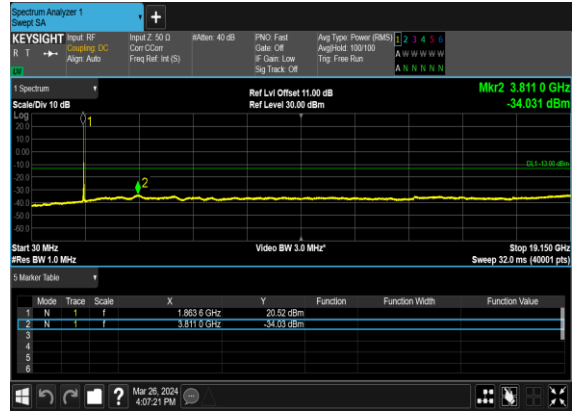 Spectrum Analyzer 1
Swept SA
+
KEYSIGHT Input: RF Input Z: 50 Ω #Atten: 40 dB PNO: Fast Avg Type: Power (RMS) 1 2 3 4 5 6
R T Coupling: DC Corr CCorr Gate: Off Avg|Hold: 100/100 A W W W W W
Align: Auto Freq Ref: Int (S) IF Gain: Low Trig: Free Run
Sig Track: Off A N N N N N
1 Spectrum Ref Lvl Offset 11.00 dB Mkr2 3.811 0 GHz
Scale/Div 10 dB Ref Level 30.00 dBm -34.031 dBm
Log
20.0
10.0
0.00
-10.0
-20.0
-30.0
-40.0
-50.0
-60.0
1
2
DL1 -13.00 dBm
Start 30 MHz Video BW 3.0 MHz* Stop 19.150 GHz
#Res BW 1.0 MHz Sweep 32.0 ms (40001 pts)
5 Marker Table
Mode Trace Scale X Y Function Function Width Function Value
1 N 1 f 1.863 6 GHz 20.52 dBm
2 N 1 f 3.811 0 GHz -34.03 dBm
3
4
5
6
? Mar 26, 2024
4:07:21 PM